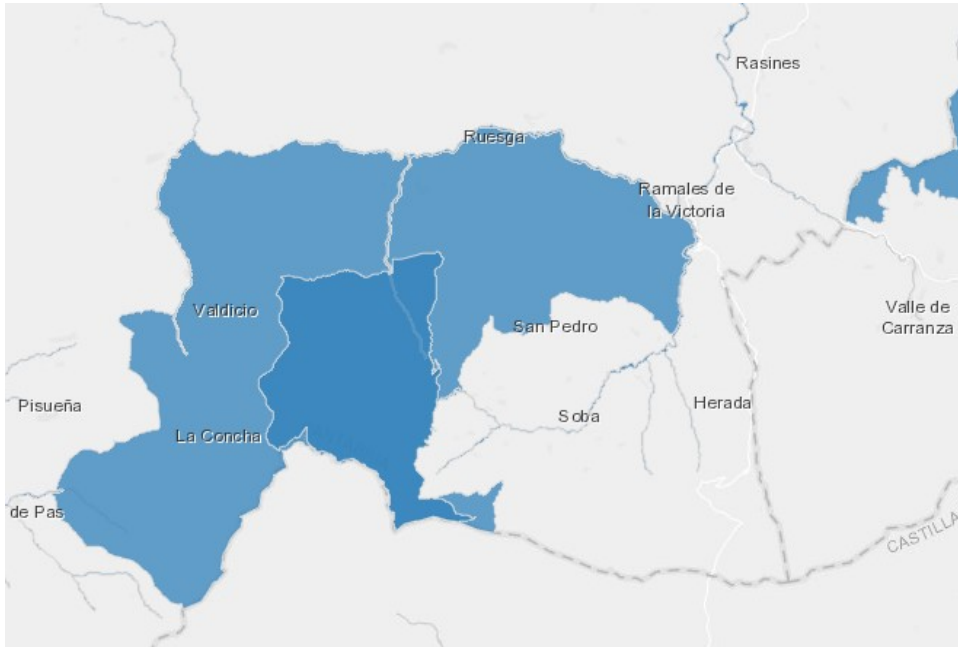 Rasines
Ruesga
Ramales de
la Victoria
Valdicio
San Pedro
Valle de
Carranza
Pisueña
Soba
Herada
La Concha
de Pas
CASTILLA